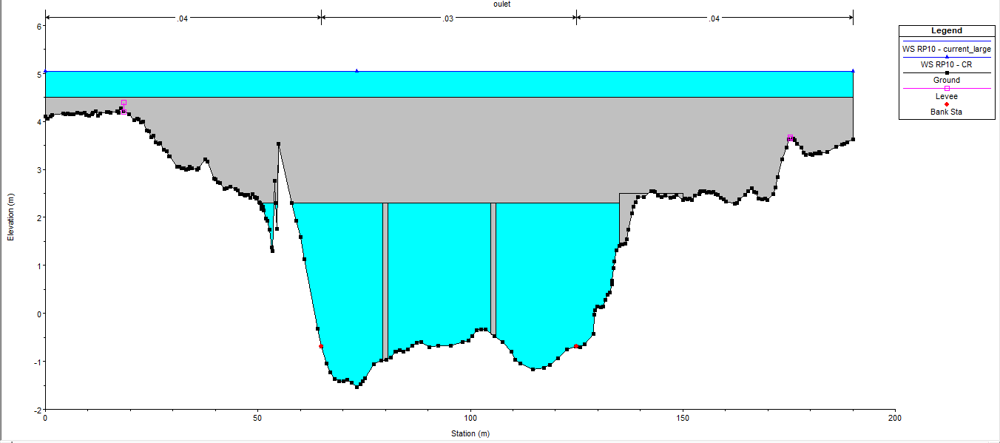 oulet
.04 .03 .04
6
5
4
3
2
1
0
-1
-2
Elevation (m)
0 50 100 150 200
Station (m)
Legend
WS RP10 - current_large
WS RP10 - CR
Ground
Levee
Bank Sta